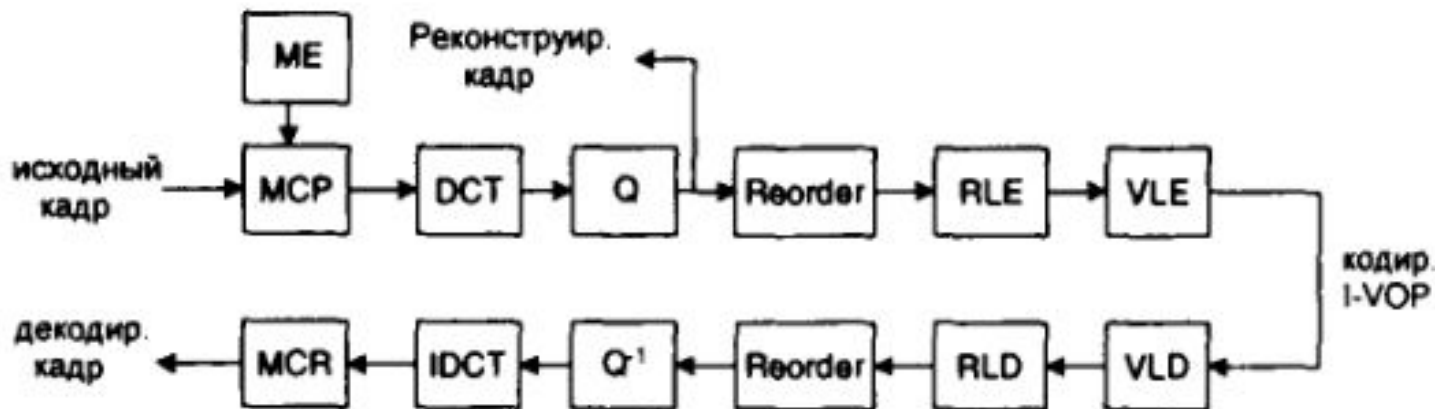 ME
Реконструир.
кадр
исходный
кадр
MCP
DCT
Q
Reorder
RLE
VLE
кодир.
I-VOP
декодир.
кадр
MCR
IDCT
Q⁻¹
Reorder
RLD
VLD